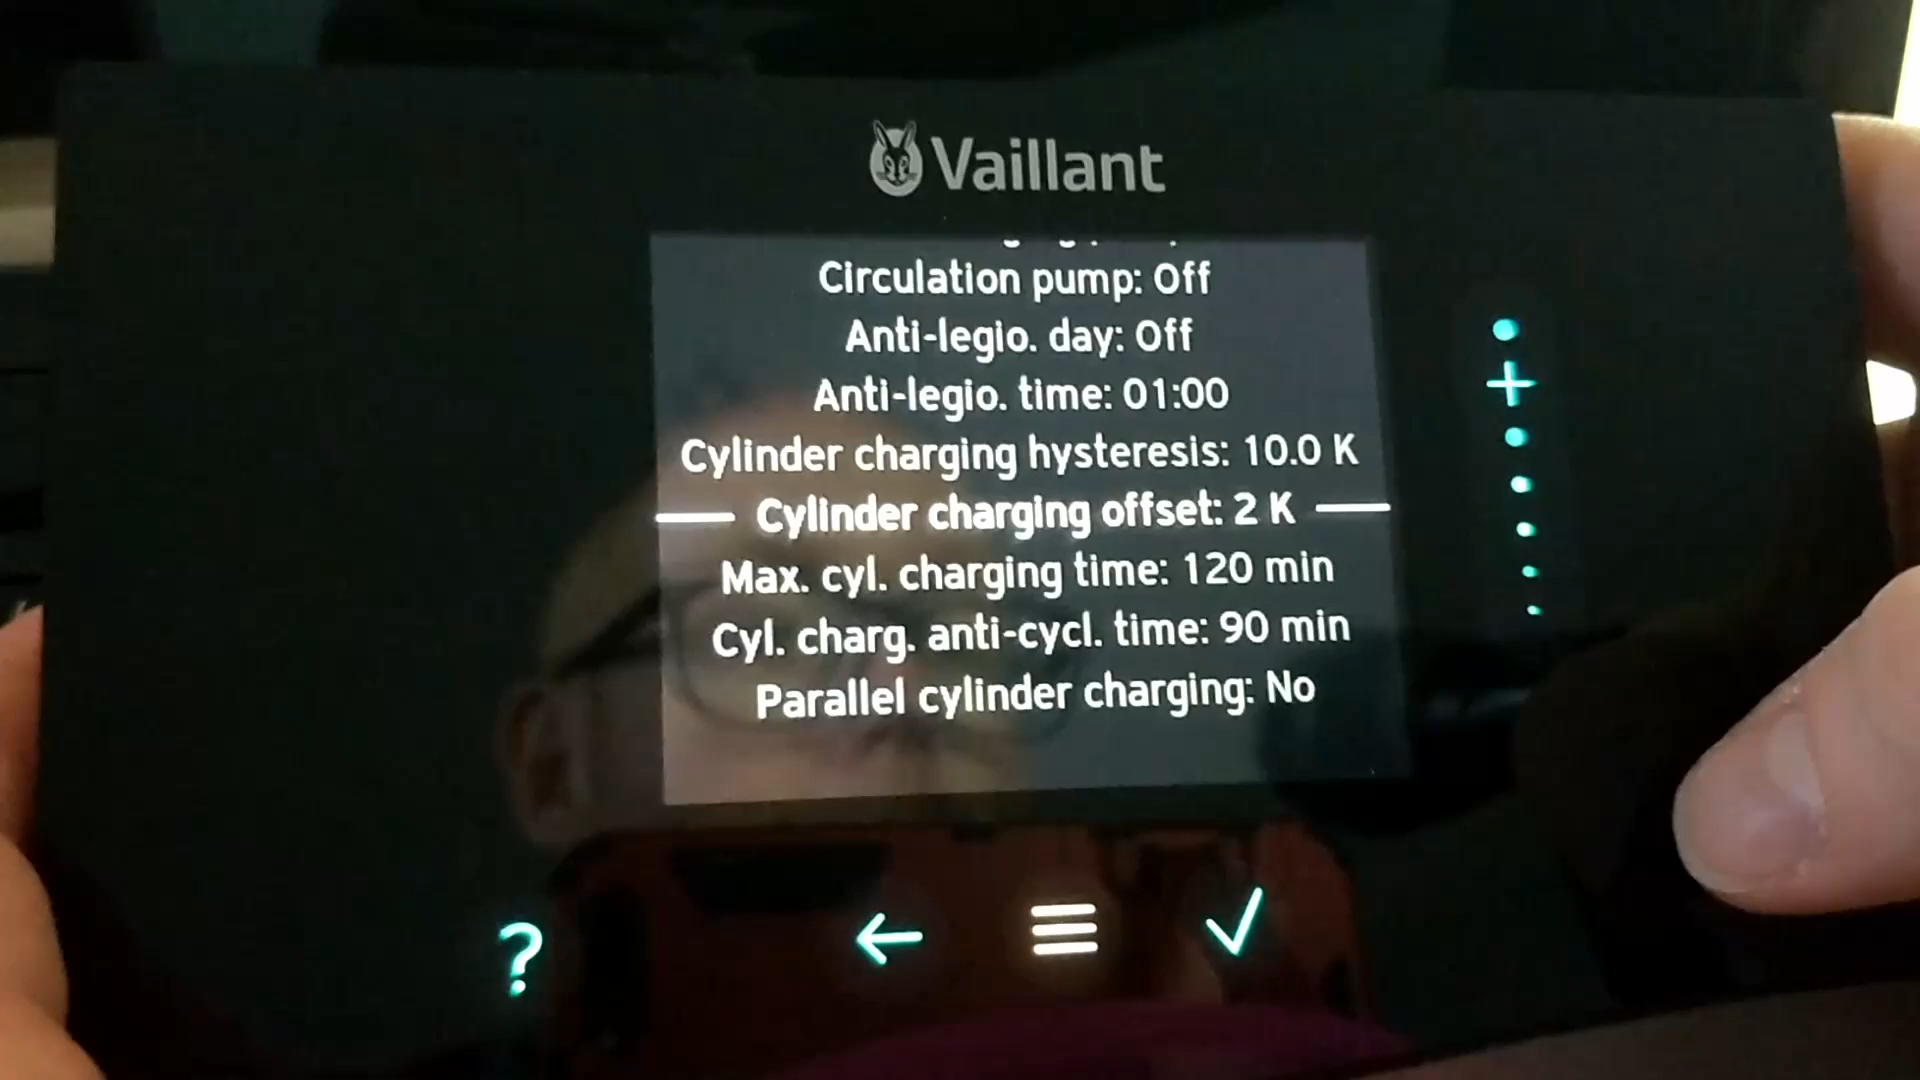 Vaillant
Circulation pump: Off
Anti-legio. day: Off
Anti-legio. time: 01:00
Cylinder charging hysteresis: 10.0 K
Cylinder charging offset: 2 K
Max. cyl. charging time: 120 min
Cyl. charg. anti-cycl. time: 90 min
Parallel cylinder charging: No
?